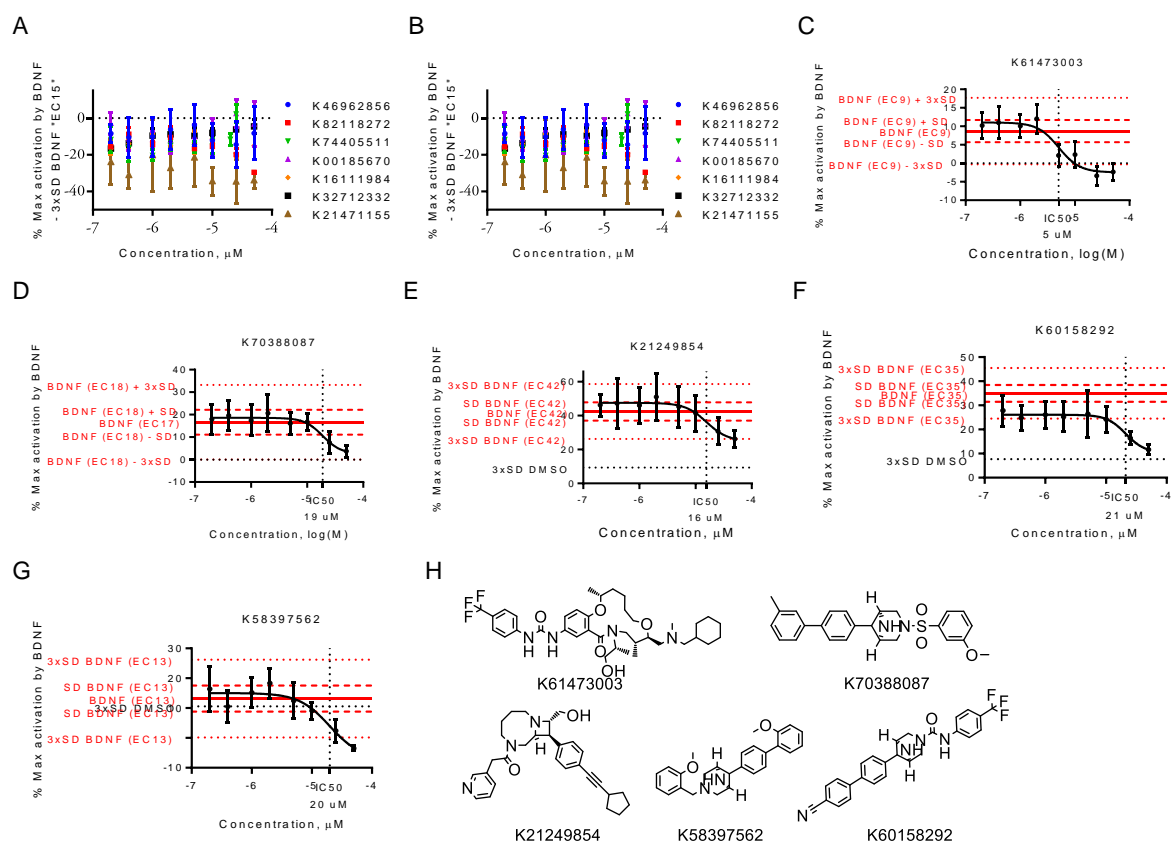 A
% Max activation by BDNF
- 3xSD BDNF "EC15"
0
-20
-40
-7
-6
-5
-4
Concentration, μM
K46962856
K82118272
K74405511
K00185670
K16111984
K32712332
K21471155
B
% Max activation by BDNF
- 3xSD BDNF "EC15"
0
-20
-40
-7
-6
-5
-4
Concentration, μM
K46962856
K82118272
K74405511
K00185670
K16111984
K32712332
K21471155
C
K61473003
% Max activation by BDNF
20
15
10
5
0
-5
-10
BDNF (EC9) + 3xSD
BDNF (EC9) + SD
BDNF (EC9)
BDNF (EC9) - SD
BDNF (EC9) - 3xSD
-7
-6
IC50
-5
-4
5 uM
Concentration, log(M)
D
K70388087
% Max activation by BDNF
40
30
20
10
0
-10
BDNF (EC18) + 3xSD
BDNF (EC18) + SD
BDNF (EC17)
BDNF (EC18) - SD
BDNF (EC18) - 3xSD
-7
-6
-5
IC50
-4
19 uM
Concentration, log(M)
E
K21249854
% Max activation by BDNF
60
40
20
0
3xSD BDNF (EC42)
SD BDNF (EC42)
BDNF (EC42)
SD BDNF (EC42)
3xSD BDNF (EC42)
3xSD DMSO
-7
-6
-5
IC50
-4
16 uM
Concentration, μM
F
K60158292
% Max activation by BDNF
50
40
30
20
10
0
3xSD BDNF (EC35)
SD BDNF (EC35)
BDNF (EC35)
SD BDNF (EC35)
3xSD BDNF (EC35)
3xSD DMSO
-7
-6
-5
IC50
-4
21 uM
Concentration, μM
G
K58397562
% Max activation by BDNF
30
20
10
0
-10
3xSD BDNF (EC13)
SD BDNF (EC13)
BDNF (EC13)
3xSD DMSO
SD BDNF (EC13)
3xSD BDNF (EC13)
-7
-6
-5
IC50
-4
20 uM
Concentration, μM
H
K61473003
K70388087
K21249854
K58397562
K60158292